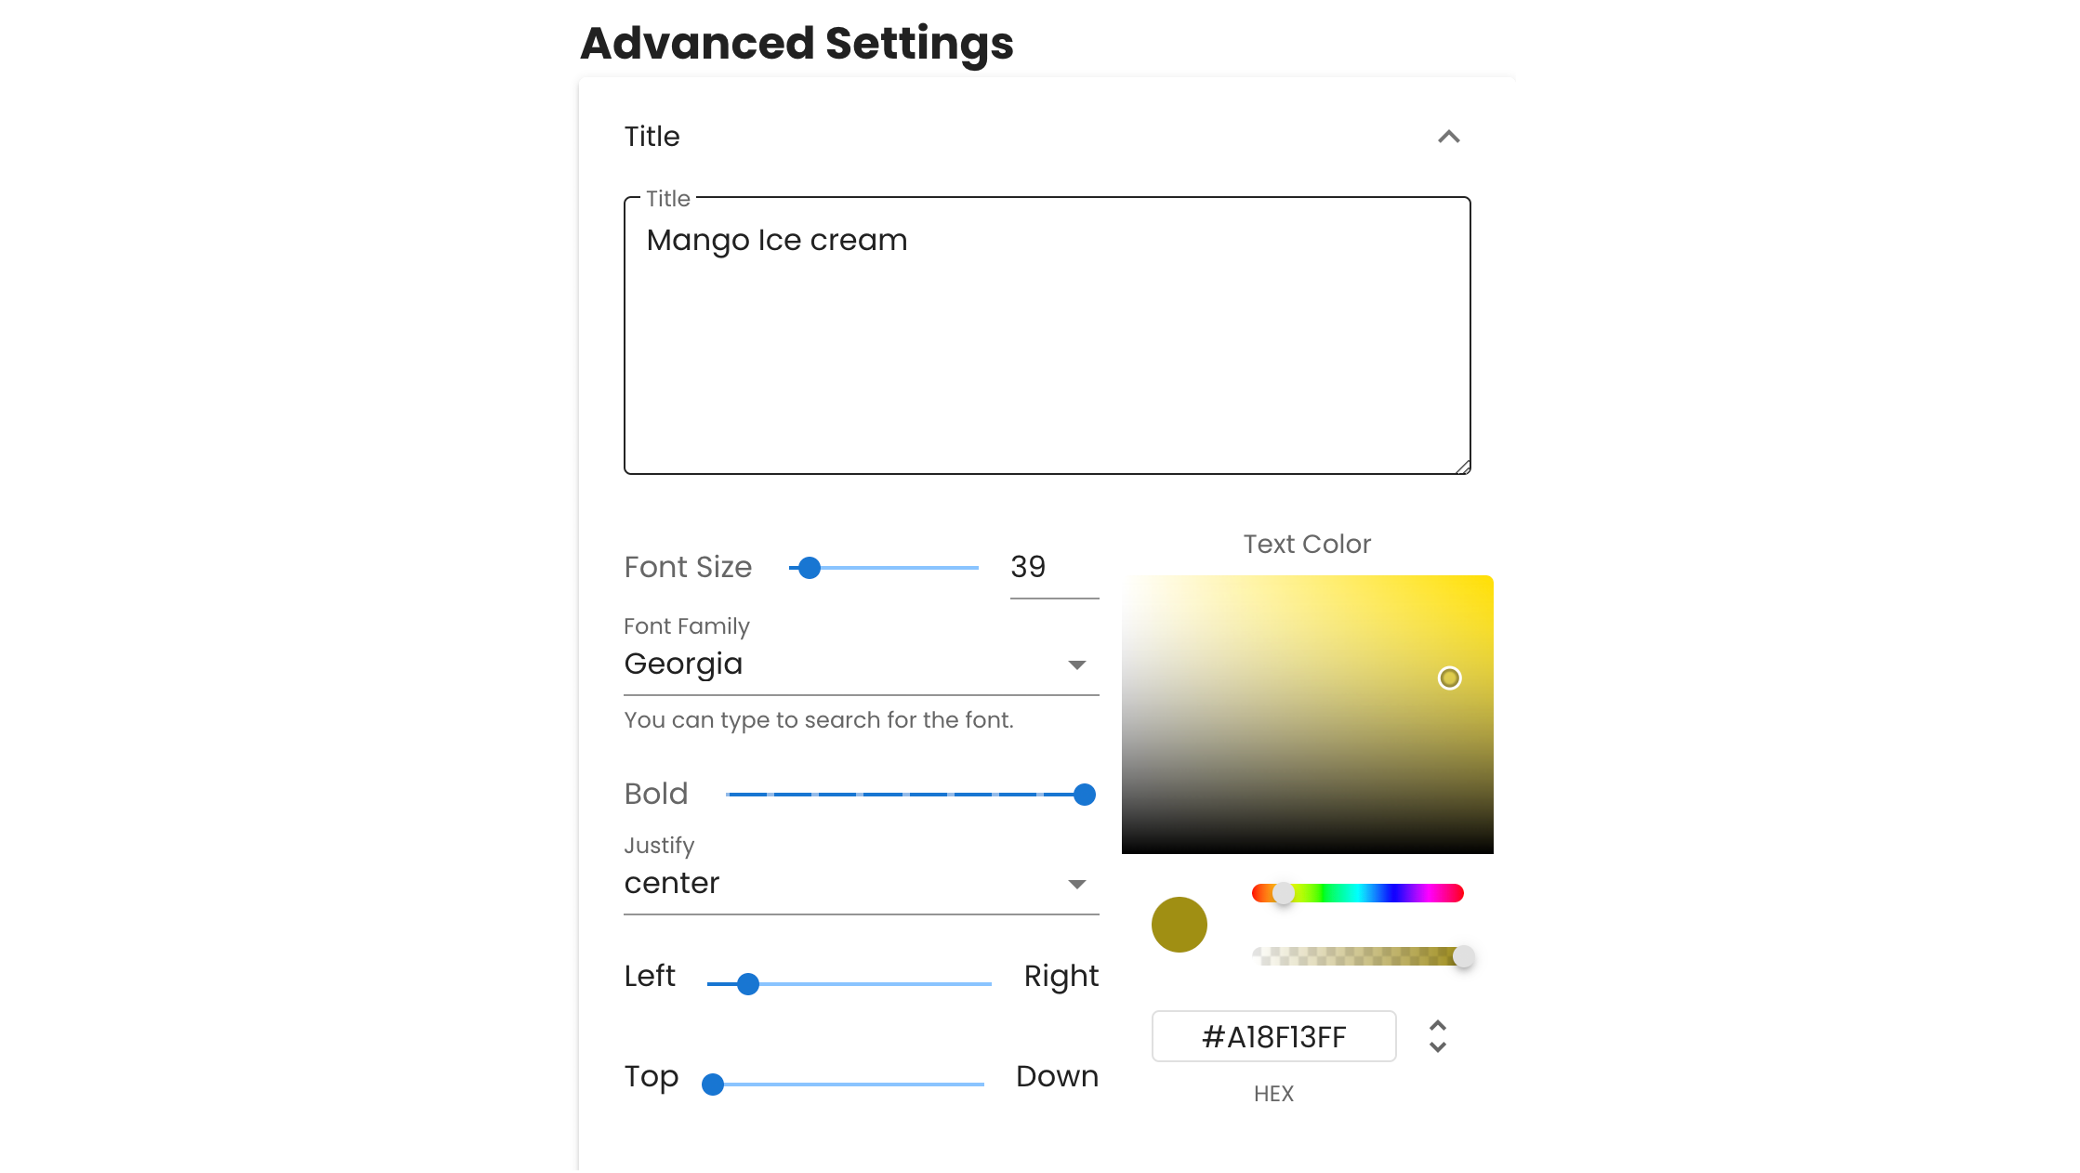 Advanced Settings
Title
Title
Mango Ice cream
Font Size 39
Font Family
Georgia
You can type to search for the font.
Bold
Justify
center
Left Right
Top Down
Text Color
#A18F13FF
HEX